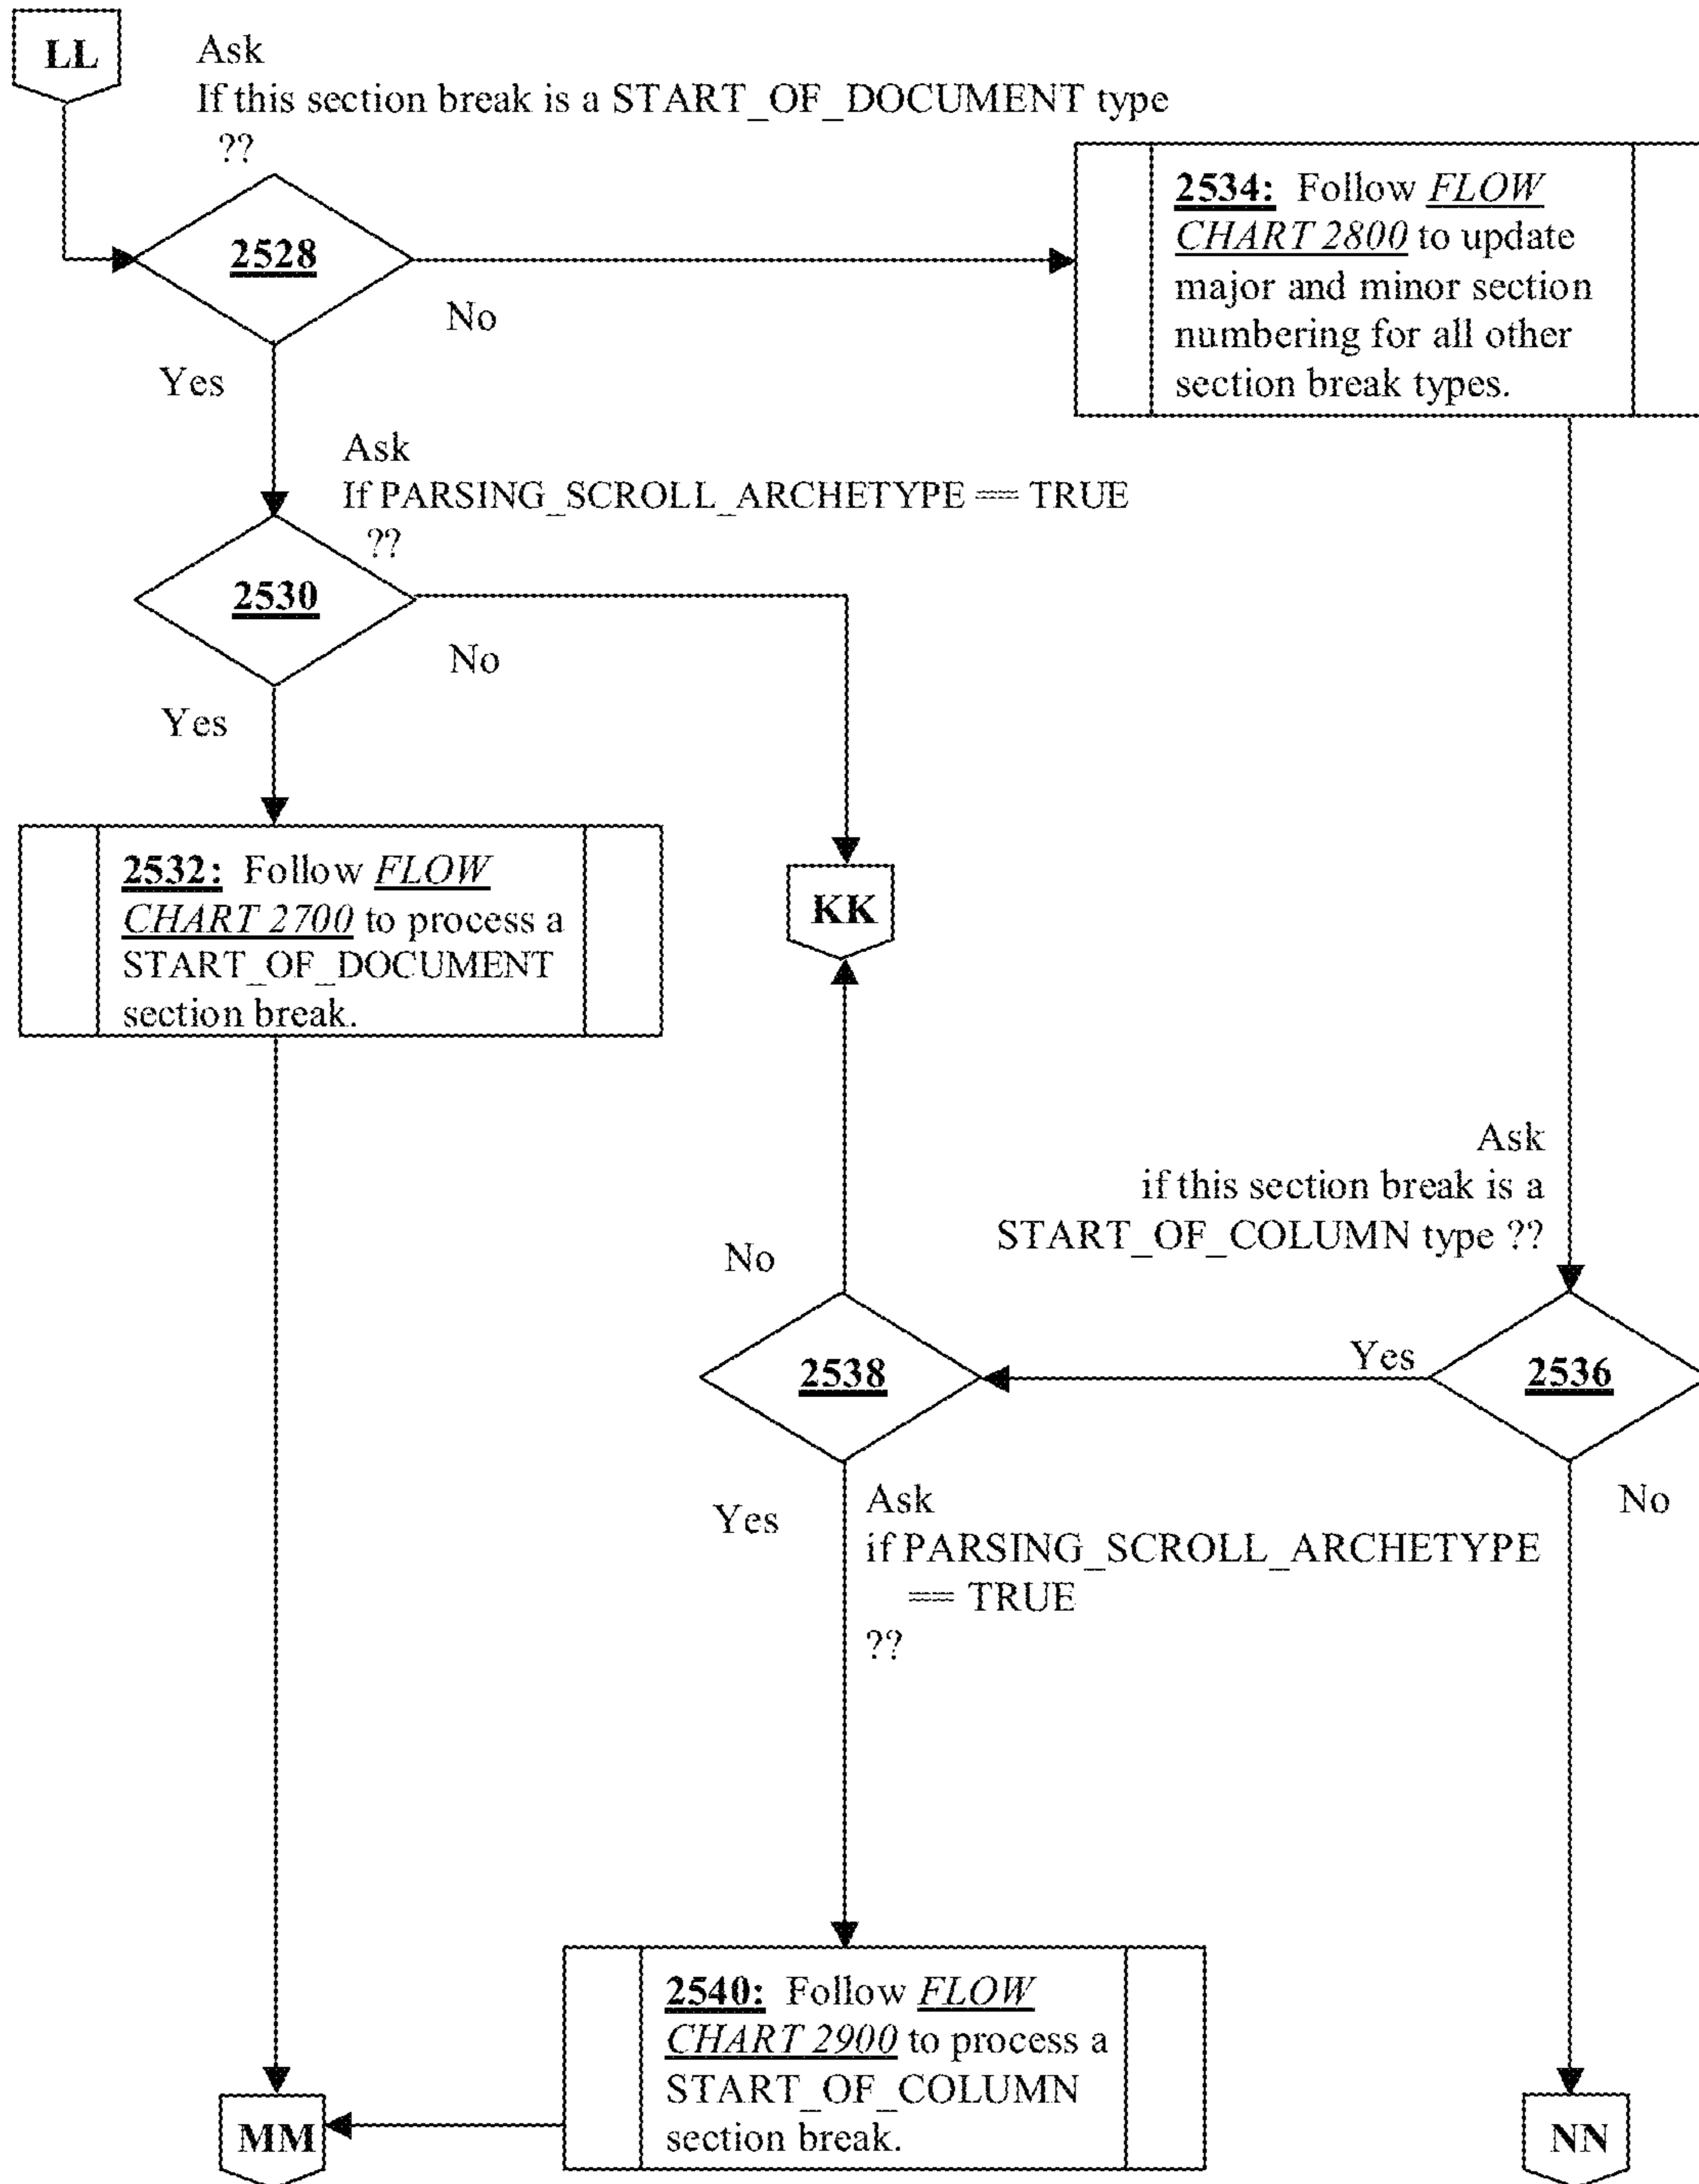 LL
Ask
If this section break is a START_OF_DOCUMENT type
??
2528
No
Yes
2534: Follow FLOW
CHART 2800 to update
major and minor section
numbering for all other
section break types.
Ask
If PARSING_SCROLL_ARCHETYPE == TRUE
??
2530
No
Yes
2532: Follow FLOW
CHART 2700 to process a
START_OF_DOCUMENT
section break.
KK
Ask
if this section break is a
START_OF_COLUMN type ??
No
2538
Yes
2536
Yes
No
Ask
if PARSING_SCROLL_ARCHETYPE
== TRUE
??
2540: Follow FLOW
CHART 2900 to process a
START_OF_COLUMN
section break.
MM
NN